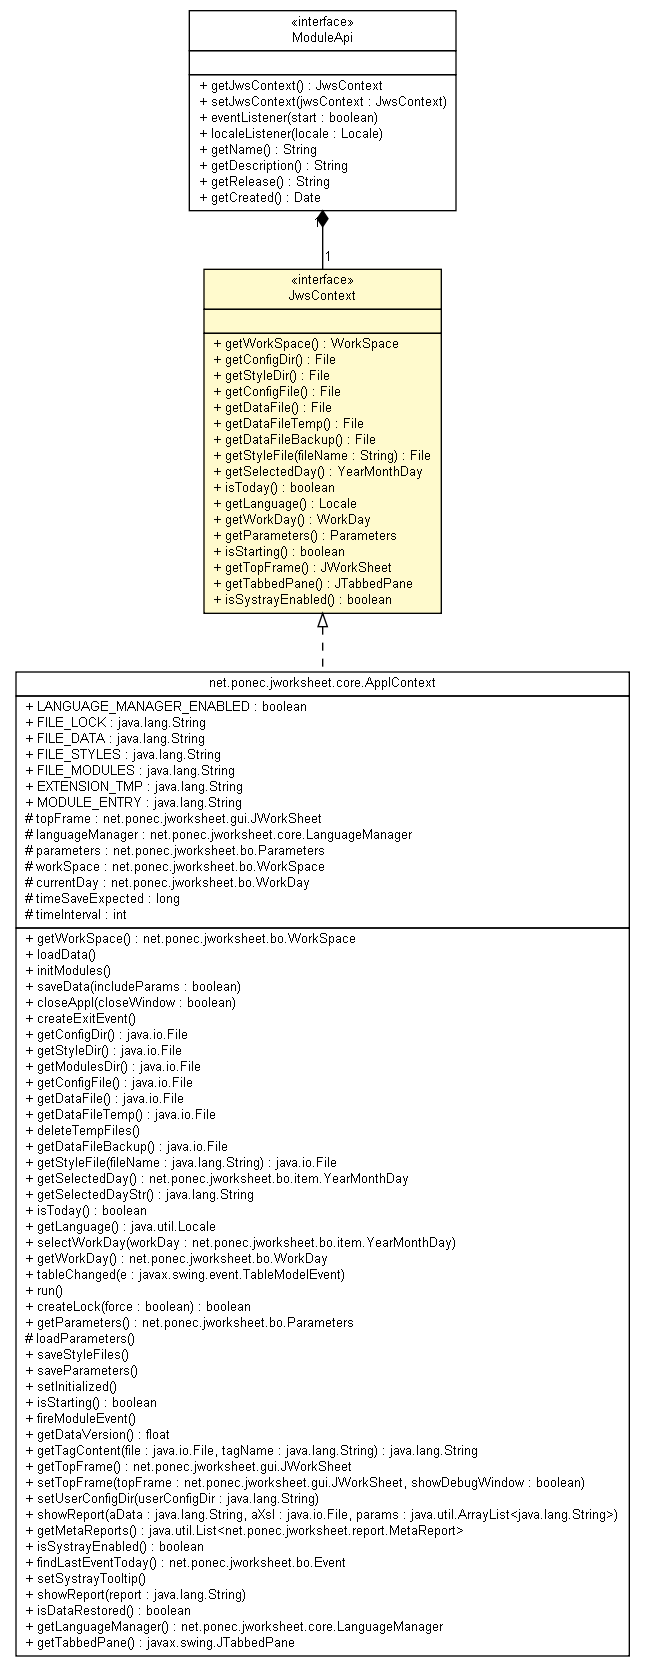 «interface»
ModuleApi
+ getJwsContext() : JwsContext
+ setJwsContext(jwsContext : JwsContext)
+ eventListener(start : boolean)
+ localeListener(locale : Locale)
+ getName() : String
+ getDescription() : String
+ getRelease() : String
+ getCreated() : Date
1
1
«interface»
JwsContext
+ getWorkSpace() : WorkSpace
+ getConfigDir() : File
+ getStyleDir() : File
+ getConfigFile() : File
+ getDataFile() : File
+ getDataFileTemp() : File
+ getDataFileBackup() : File
+ getStyleFile(fileName : String) : File
+ getSelectedDay() : YearMonthDay
+ isToday() : boolean
+ getLanguage() : Locale
+ getWorkDay() : WorkDay
+ getParameters() : Parameters
+ isStarting() : boolean
+ getTopFrame() : JWorkSheet
+ getTabbedPane() : JTabbedPane
+ isSystrayEnabled() : boolean
net.ponec.jworksheet.core.ApplContext
+ LANGUAGE_MANAGER_ENABLED : boolean
+ FILE_LOCK : java.lang.String
+ FILE_DATA : java.lang.String
+ FILE_STYLES : java.lang.String
+ FILE_MODULES : java.lang.String
+ EXTENSION_TMP : java.lang.String
+ MODULE_ENTRY : java.lang.String
# topFrame : net.ponec.jworksheet.gui.JWorkSheet
# languageManager : net.ponec.jworksheet.core.LanguageManager
# parameters : net.ponec.jworksheet.bo.Parameters
# workSpace : net.ponec.jworksheet.bo.WorkSpace
# currentDay : net.ponec.jworksheet.bo.WorkDay
# timeSaveExpected : long
# timeInterval : int
+ getWorkSpace() : net.ponec.jworksheet.bo.WorkSpace
+ loadData()
+ initModules()
+ saveData(includeParams : boolean)
+ closeAppl(closeWindow : boolean)
+ createExitEvent()
+ getConfigDir() : java.io.File
+ getStyleDir() : java.io.File
+ getModulesDir() : java.io.File
+ getConfigFile() : java.io.File
+ getDataFile() : java.io.File
+ getDataFileTemp() : java.io.File
+ deleteTempFiles()
+ getDataFileBackup() : java.io.File
+ getStyleFile(fileName : java.lang.String) : java.io.File
+ getSelectedDay() : net.ponec.jworksheet.bo.item.YearMonthDay
+ getSelectedDayStr() : java.lang.String
+ isToday() : boolean
+ getLanguage() : java.util.Locale
+ selectWorkDay(workDay : net.ponec.jworksheet.bo.item.YearMonthDay)
+ getWorkDay() : net.ponec.jworksheet.bo.WorkDay
+ tableChanged(e : javax.swing.event.TableModelEvent)
+ run()
+ createLock(force : boolean) : boolean
+ getParameters() : net.ponec.jworksheet.bo.Parameters
# loadParameters()
+ saveStyleFiles()
+ saveParameters()
+ setInitialized()
+ isStarting() : boolean
+ fireModuleEvent()
+ getDataVersion() : float
+ getTagContent(file : java.io.File, tagName : java.lang.String) : java.lang.String
+ getTopFrame() : net.ponec.jworksheet.gui.JWorkSheet
+ setTopFrame(topFrame : net.ponec.jworksheet.gui.JWorkSheet, showDebugWindow : boolean)
+ setUserConfigDir(userConfigDir : java.lang.String)
+ showReport(aData : java.lang.String, aXsl : java.io.File, params : java.util.ArrayList<java.lang.String>)
+ getMetaReports() : java.util.List<net.ponec.jworksheet.report.MetaReport>
+ isSystrayEnabled() : boolean
+ findLastEventToday() : net.ponec.jworksheet.bo.Event
+ setSystrayTooltip()
+ showReport(report : java.lang.String)
+ isDataRestored() : boolean
+ getLanguageManager() : net.ponec.jworksheet.core.LanguageManager
+ getTabbedPane() : javax.swing.JTabbedPane